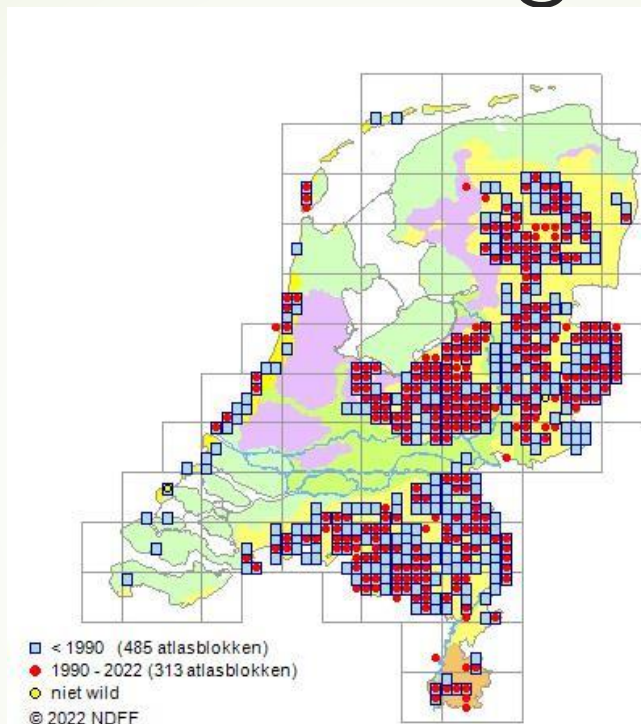 < 1990 (485 atlasblokken)
1990 - 2022 (313 atlasblokken)
niet wild
© 2022 NDFF